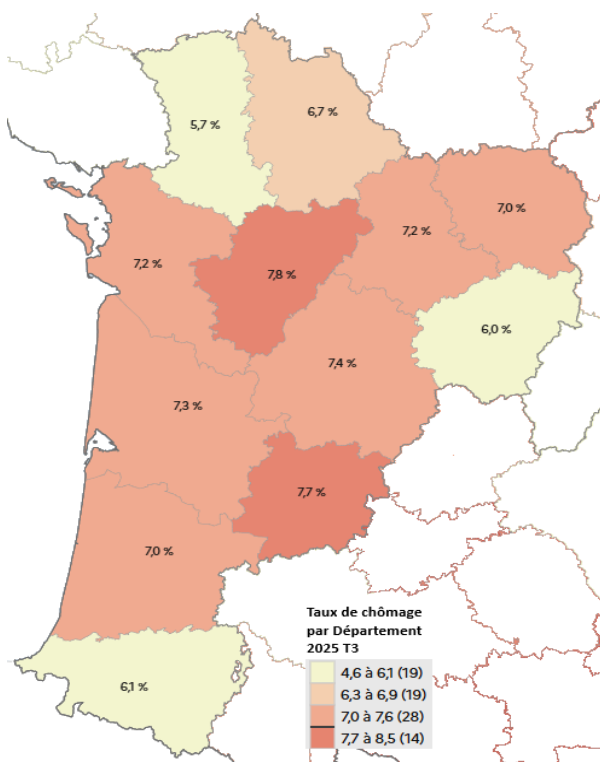 5,7 %
6,7 %
7,2 %
7,0 %
7,2 %
7,8 %
6,0 %
7,4 %
7,3 %
7,7 %
7,0 %
6,1 %
Taux de chômage
par Département
2025 T3
4,6 à 6,1 (19)
6,3 à 6,9 (19)
7,0 à 7,6 (28)
7,7 à 8,5 (14)